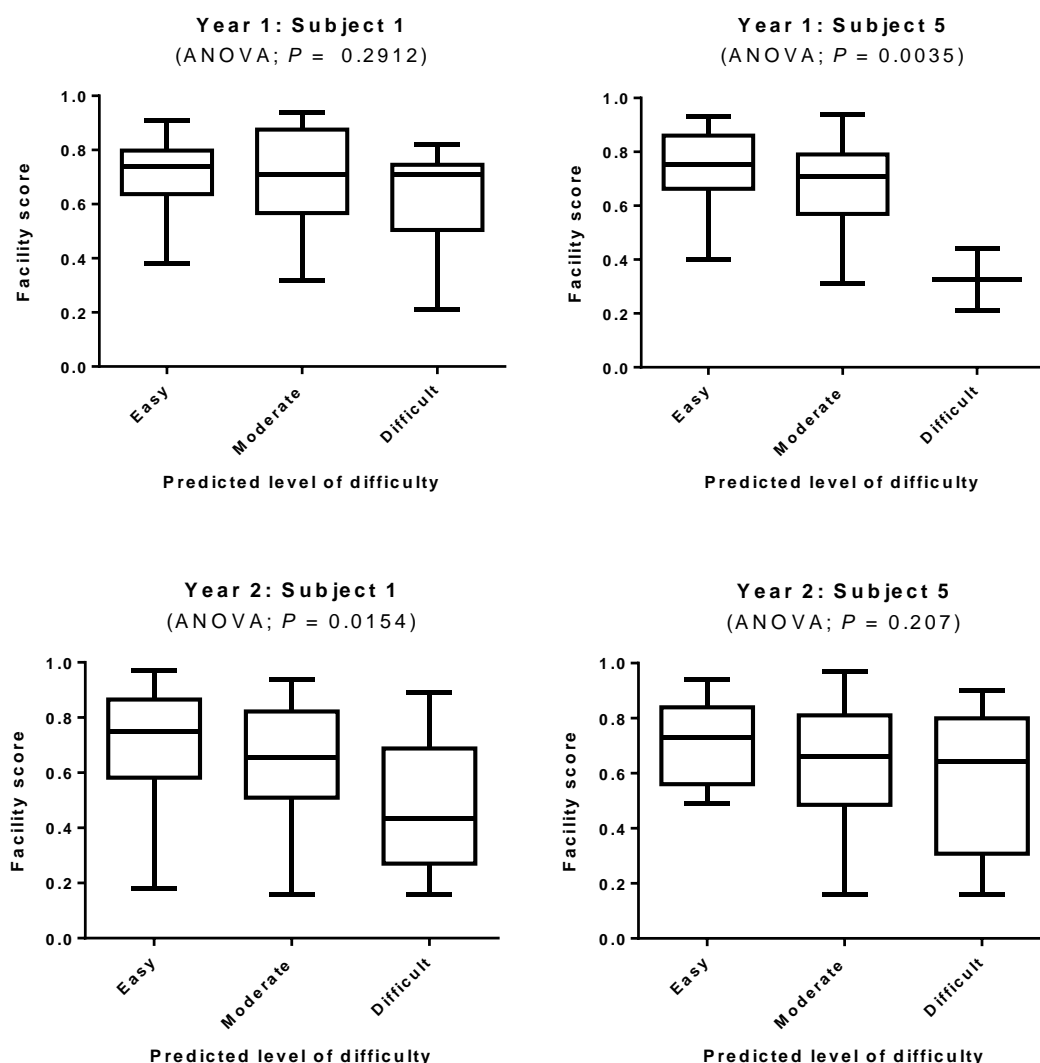 Year 1: Subject 1
(ANOVA; P = 0.2912)
1.0
0.8
0.6
0.4
0.2
0.0
Facility score
Easy
Moderate
Difficult
Predicted level of difficulty
Year 1: Subject 5
(ANOVA; P = 0.0035)
1.0
0.8
0.6
0.4
0.2
0.0
Facility score
Easy
Moderate
Difficult
Predicted level of difficulty
Year 2: Subject 1
(ANOVA; P = 0.0154)
1.0
0.8
0.6
0.4
0.2
0.0
Facility score
Easy
Moderate
Difficult
Predicted level of difficulty
Year 2: Subject 5
(ANOVA; P = 0.207)
1.0
0.8
0.6
0.4
0.2
0.0
Facility score
Easy
Moderate
Difficult
Predicted level of difficulty